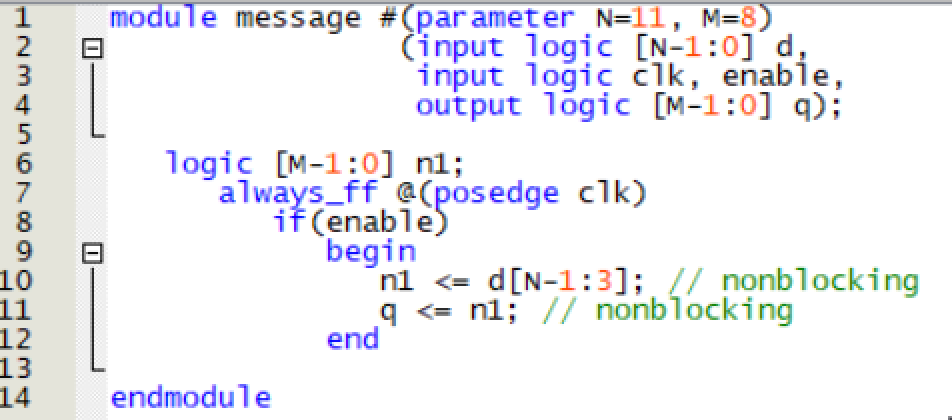 1 module message #(parameter N=11, M=8)
2 (input logic [N-1:0] d,
3 input logic clk, enable,
4 output logic [M-1:0] q);
5
6 logic [M-1:0] n1;
7 always_ff @(posedge clk)
8 if(enable)
9 begin
10 n1 <= d[N-1:3]; // nonblocking
11 q <= n1; // nonblocking
12 end
13
14 endmodule